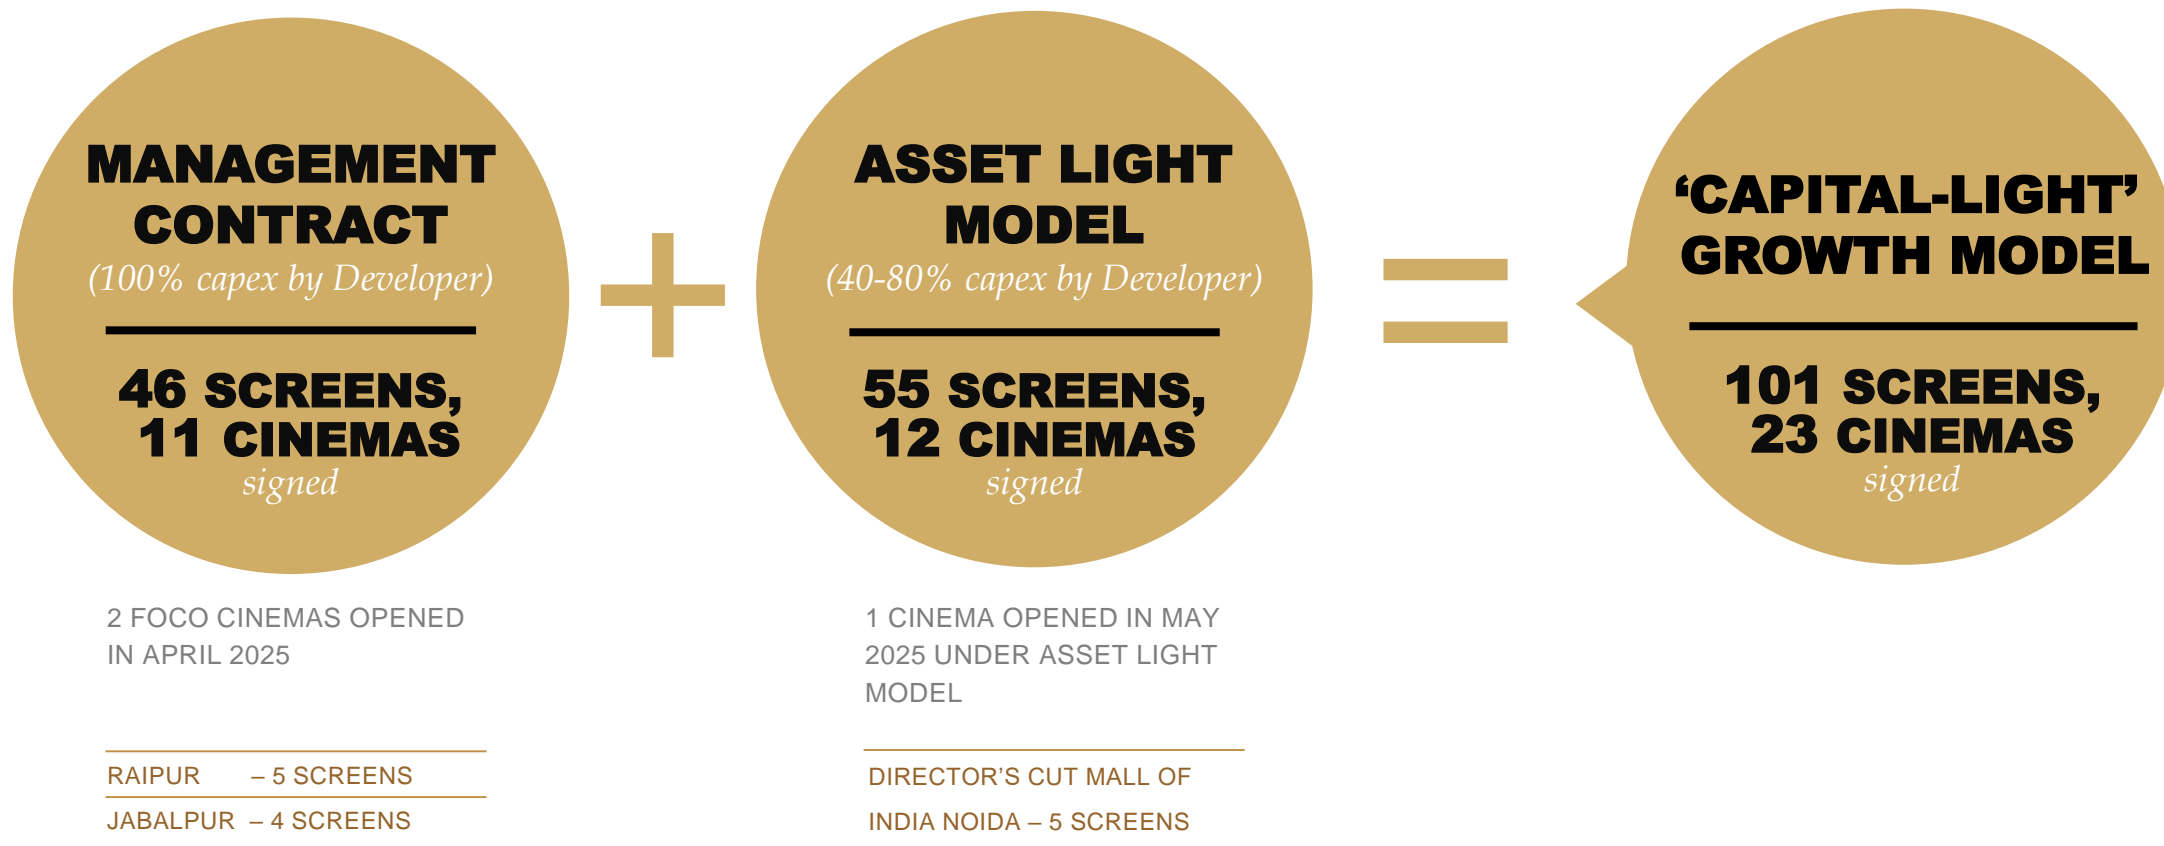 MANAGEMENT
CONTRACT
(100% capex by Developer)
46 SCREENS,
11 CINEMAS
signed
2 FOCO CINEMAS OPENED
IN APRIL 2025
RAIPUR – 5 SCREENS
JABALPUR – 4 SCREENS
+
ASSET LIGHT
MODEL
(40-80% capex by Developer)
55 SCREENS,
12 CINEMAS
signed
1 CINEMA OPENED IN MAY
2025 UNDER ASSET LIGHT
MODEL
DIRECTOR’S CUT MALL OF
INDIA NOIDA – 5 SCREENS
=
‘CAPITAL-LIGHT’
GROWTH MODEL
101 SCREENS,
23 CINEMAS
signed